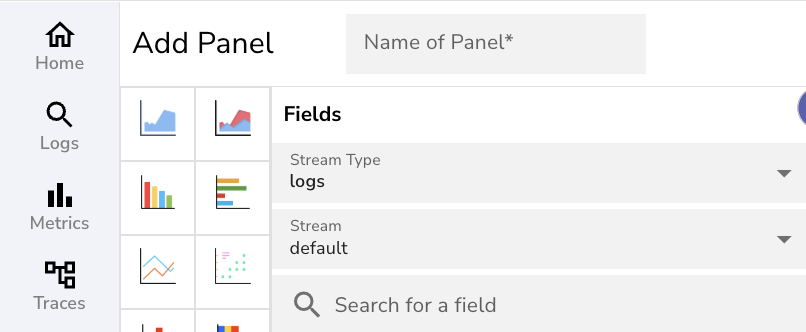 Home
Logs
Metrics
Traces
Add Panel
Name of Panel*
Fields
Stream Type
logs
Stream
default
Search for a field